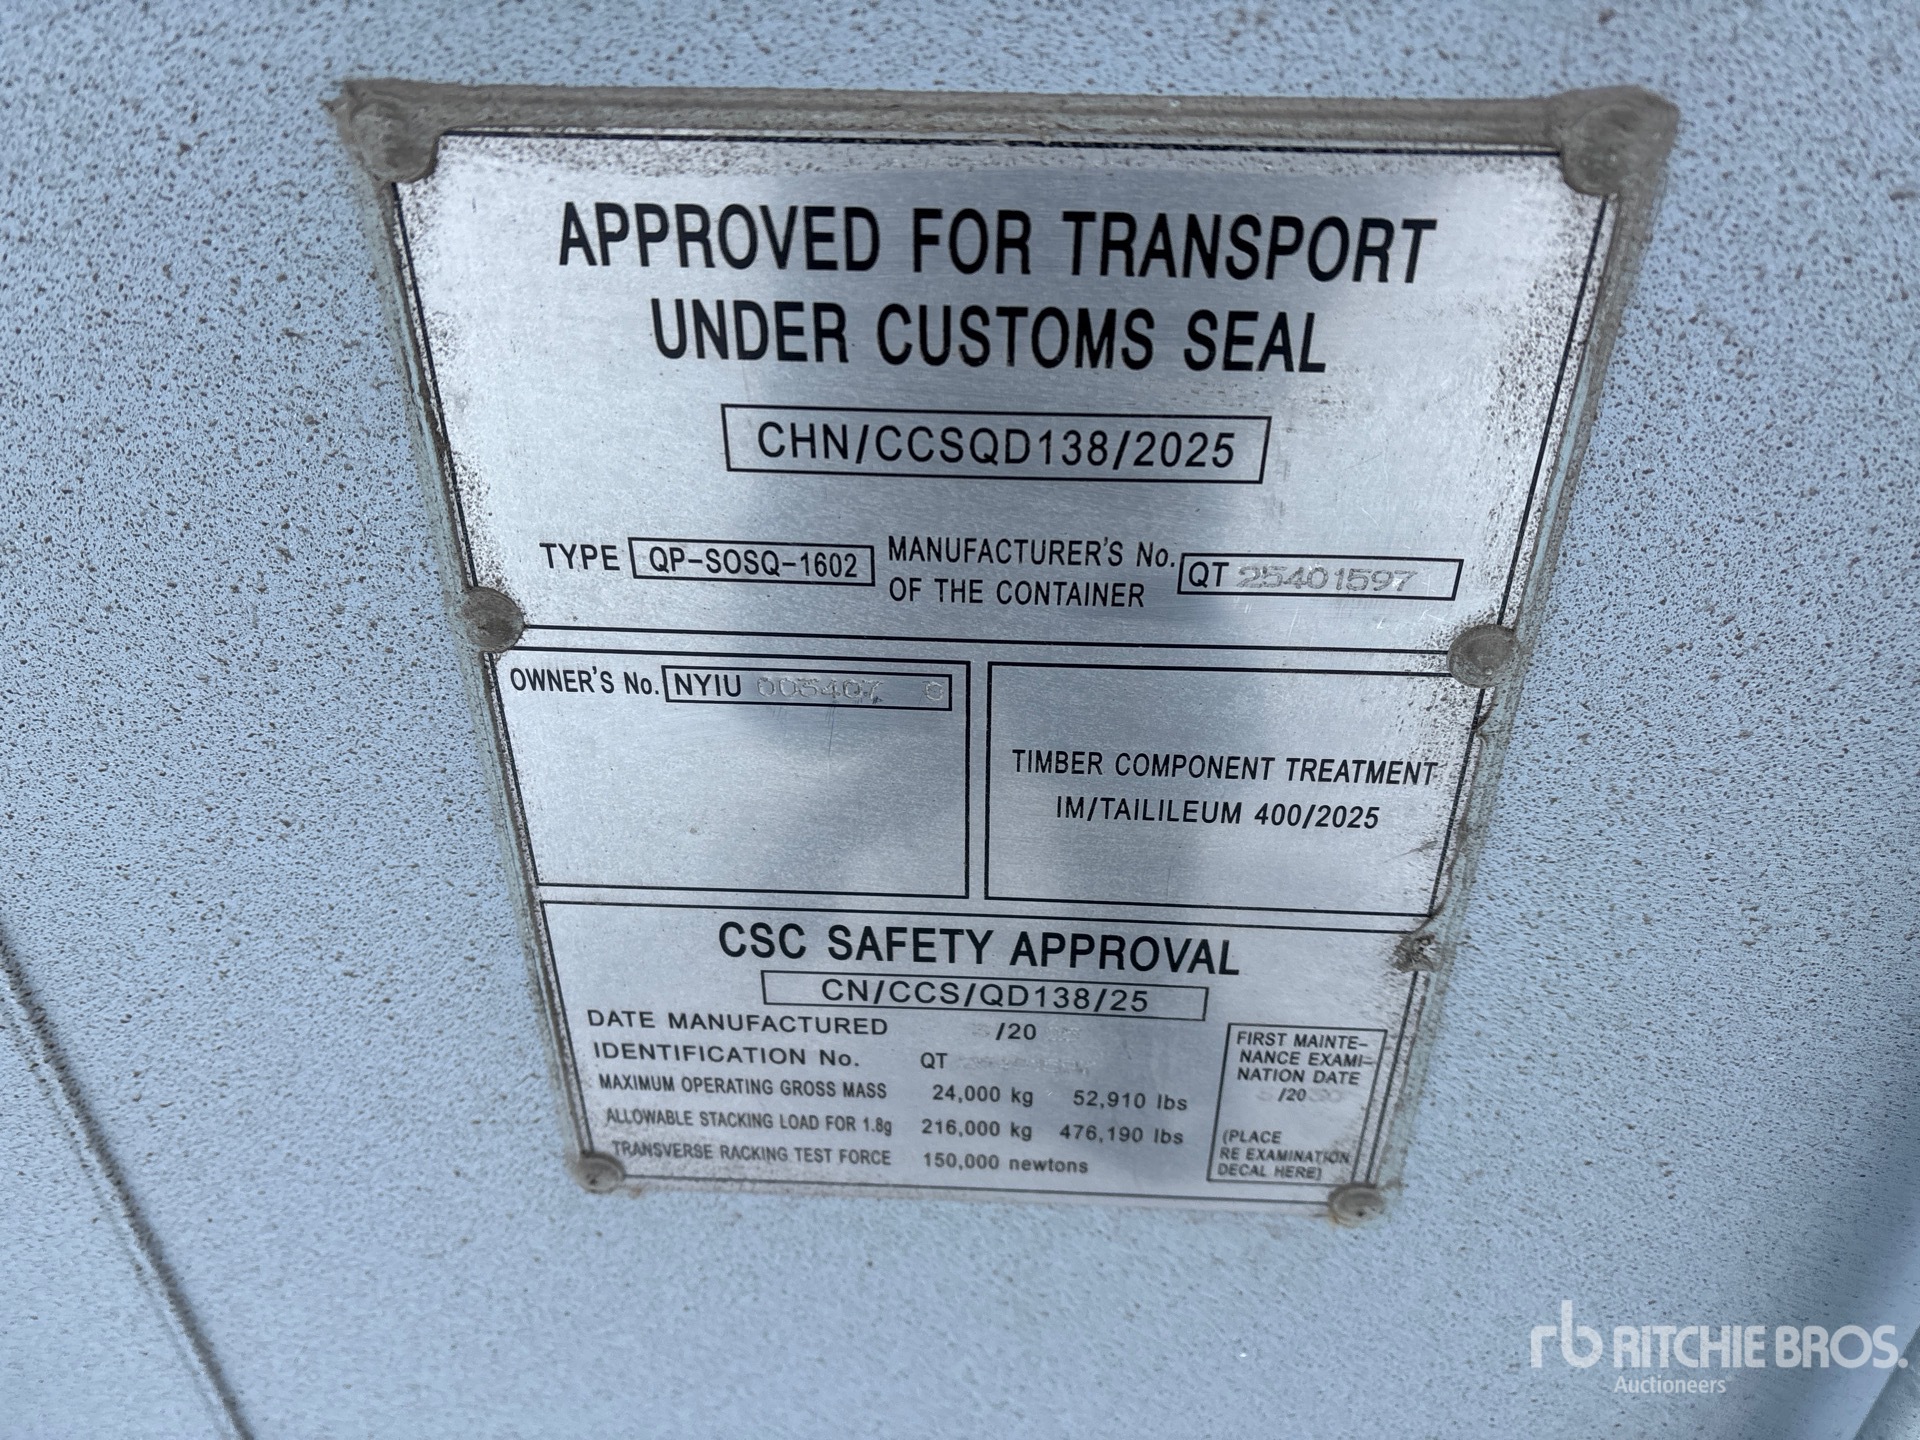 APPROVED FOR TRANSPORT
UNDER CUSTOMS SEAL
CHN/CCSQD138/2025
TYPE QP-SOSQ-1602 MANUFACTURER'S No. OF THE CONTAINER QT 25401597
OWNER'S No. NYIU 005407 0
TIMBER COMPONENT TREATMENT
IM/TAILILEUM 400/2025
CSC SAFETY APPROVAL
CN/CCS/QD138/25
DATE MANUFACTURED /20
IDENTIFICATION No. QT
MAXIMUM OPERATING GROSS MASS 24,000 kg 52,910 lbs
ALLOWABLE STACKING LOAD FOR 1.8g 216,000 kg 476,190 lbs
TRANSVERSE RACKING TEST FORCE 150,000 newtons
FIRST MAINTE-
NANCE EXAMI-
NATION DATE
/20
(PLACE
RE EXAMINATION
DECAL HERE)
rb RITCHIE BROS.
Auctioneers